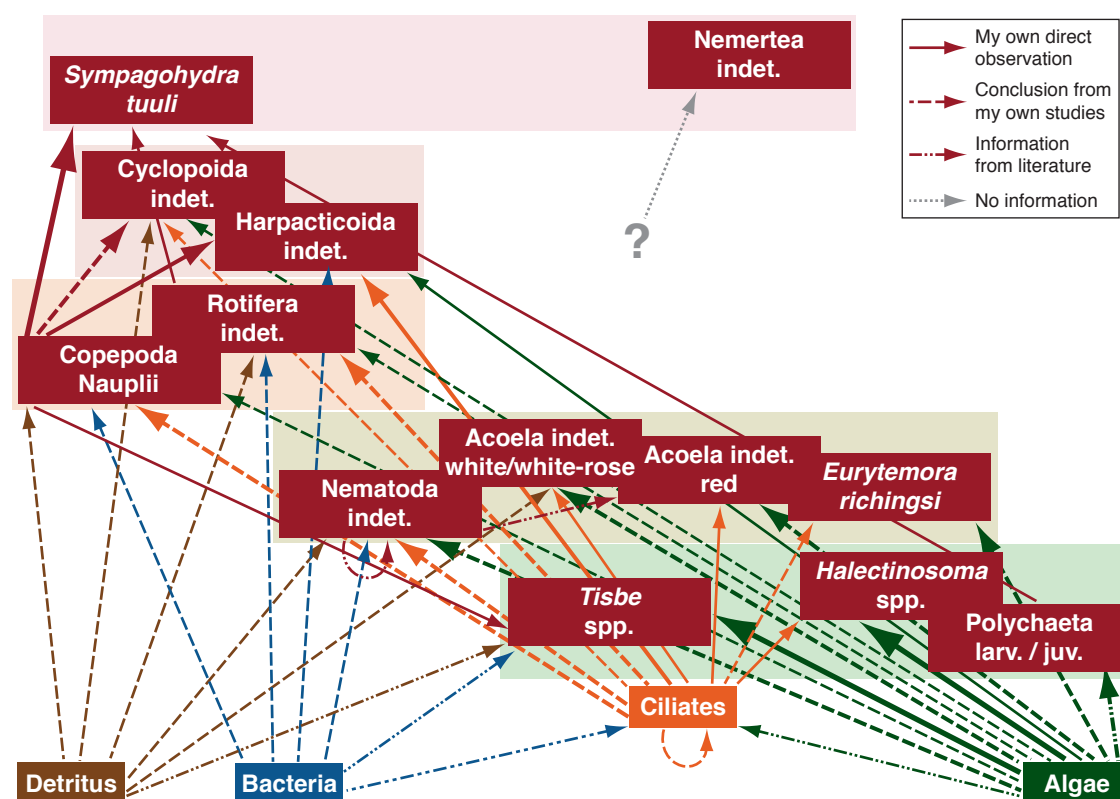 Sympagohydra
tuuli
Nemertea
indet.
My own direct
observation
Conclusion from
my own studies
Information
from literature
No information
Cyclopoida
indet.
Harpacticoida
indet.
?
Rotifera
indet.
Copepoda
Nauplii
Acoela indet.
white/white-rose
Acoela indet.
red
Eurytemora
richingsi
Nematoda
indet.
Tisbe
spp.
Halectinosoma
spp.
Polychaeta
larv. / juv.
Ciliates
Detritus
Bacteria
Algae